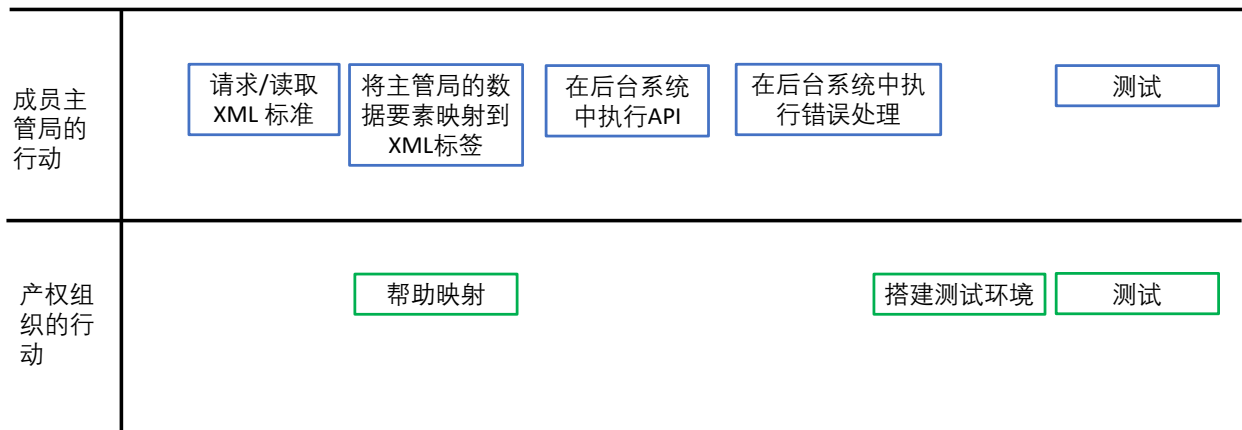 成员主
管局的
行动
请求/读取
XML 标准
将主管局的数
据要素映射到
XML标签
在后台系统
中执行API
在后台系统中执
行错误处理
测试
产权组
织的行
动
帮助映射
搭建测试环境
测试